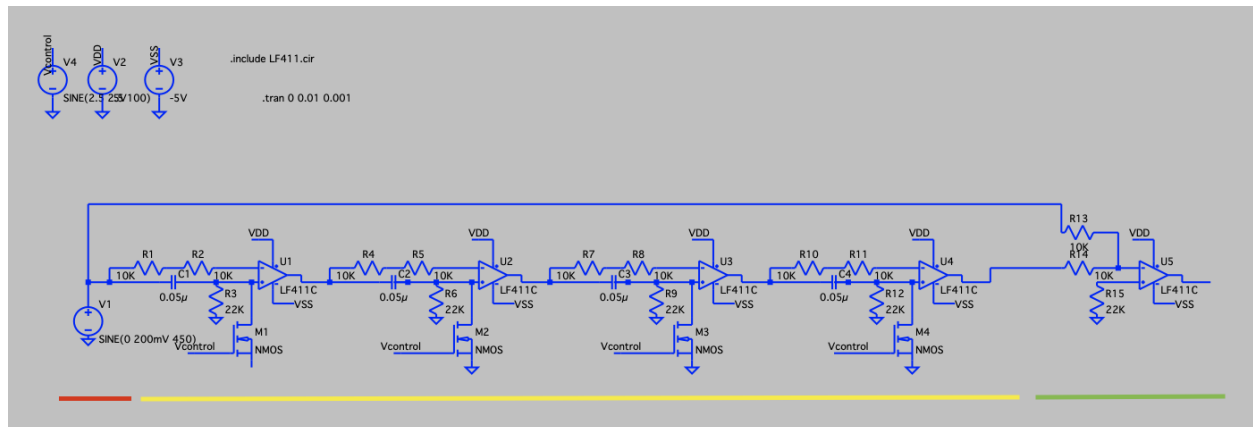 Vcontrol
V4
SINE(2.5 2.5 100)
VDD
V2
5V
VSS
V3
-5V
.include LF411.cir
.tran 0 0.01 0.001
V1
SINE(0 200mV 450)
R1
10K
R2
10K
C1
0.05µ
R3
22K
VDD
U1
LF411C
VSS
M1
NMOS
Vcontrol
R4
10K
R5
10K
C2
0.05µ
R6
22K
VDD
U2
LF411C
VSS
M2
NMOS
Vcontrol
R7
10K
R8
10K
C3
0.05µ
R9
22K
VDD
U3
LF411C
VSS
M3
NMOS
Vcontrol
R10
10K
R11
10K
C4
0.05µ
R12
22K
VDD
U4
LF411C
VSS
M4
NMOS
Vcontrol
R13
10K
R14
10K
R15
22K
VDD
U5
LF411C
VSS